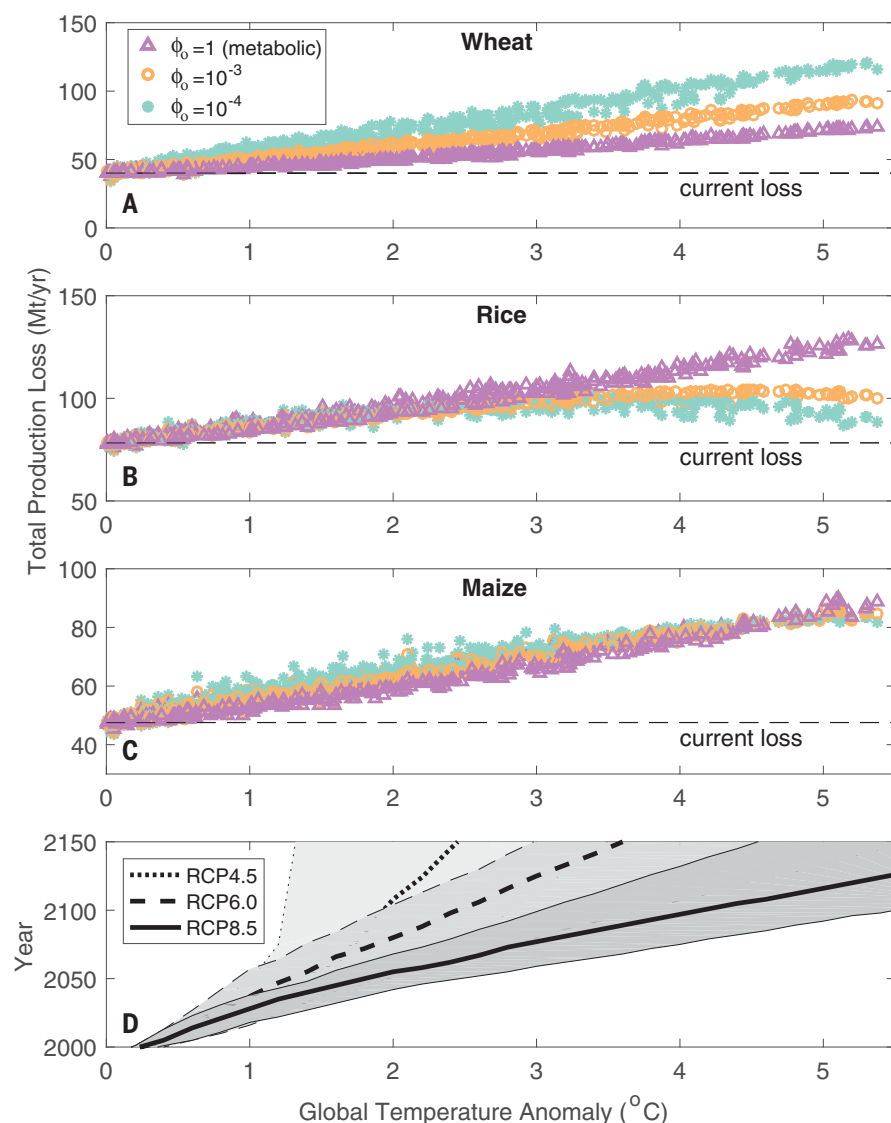 150
Wheat
ϕo =1 (metabolic)
ϕo =10-3
ϕo =10-4
100
50
current loss
A
0
0 1 2 3 4 5
Total Production Loss (Mt/yr)
150
Rice
100
current loss
B
50
0 1 2 3 4 5
100
Maize
80
60
current loss
40
C
0 1 2 3 4 5
2150
RCP4.5
RCP6.0
RCP8.5
2100
Year
2050
D
2000
0 1 2 3 4 5
Global Temperature Anomaly (oC)